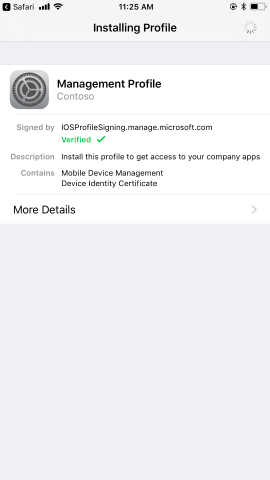 Safari 11:25 AM
Installing Profile
Management Profile
Contoso
Signed by IOSProfileSigning.manage.microsoft.com
Verified
Description Install this profile to get access to your company apps
Contains Mobile Device Management
Device Identity Certificate
More Details